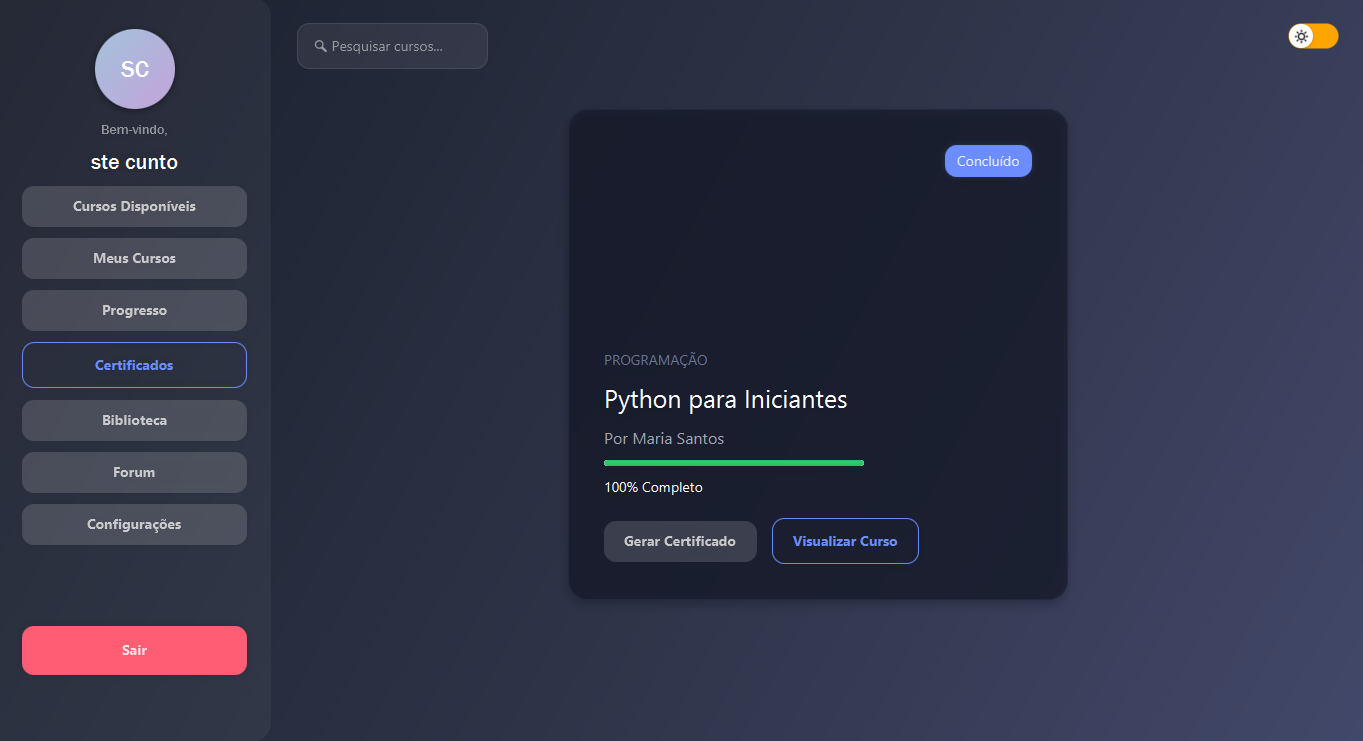 SC
Bem-vindo,
ste cunto
Cursos Disponíveis
Meus Cursos
Progresso
Certificados
Biblioteca
Forum
Configurações
Sair
Pesquisar cursos...
Concluído
PROGRAMAÇÃO
Python para Iniciantes
Por Maria Santos
100% Completo
Gerar Certificado
Visualizar Curso